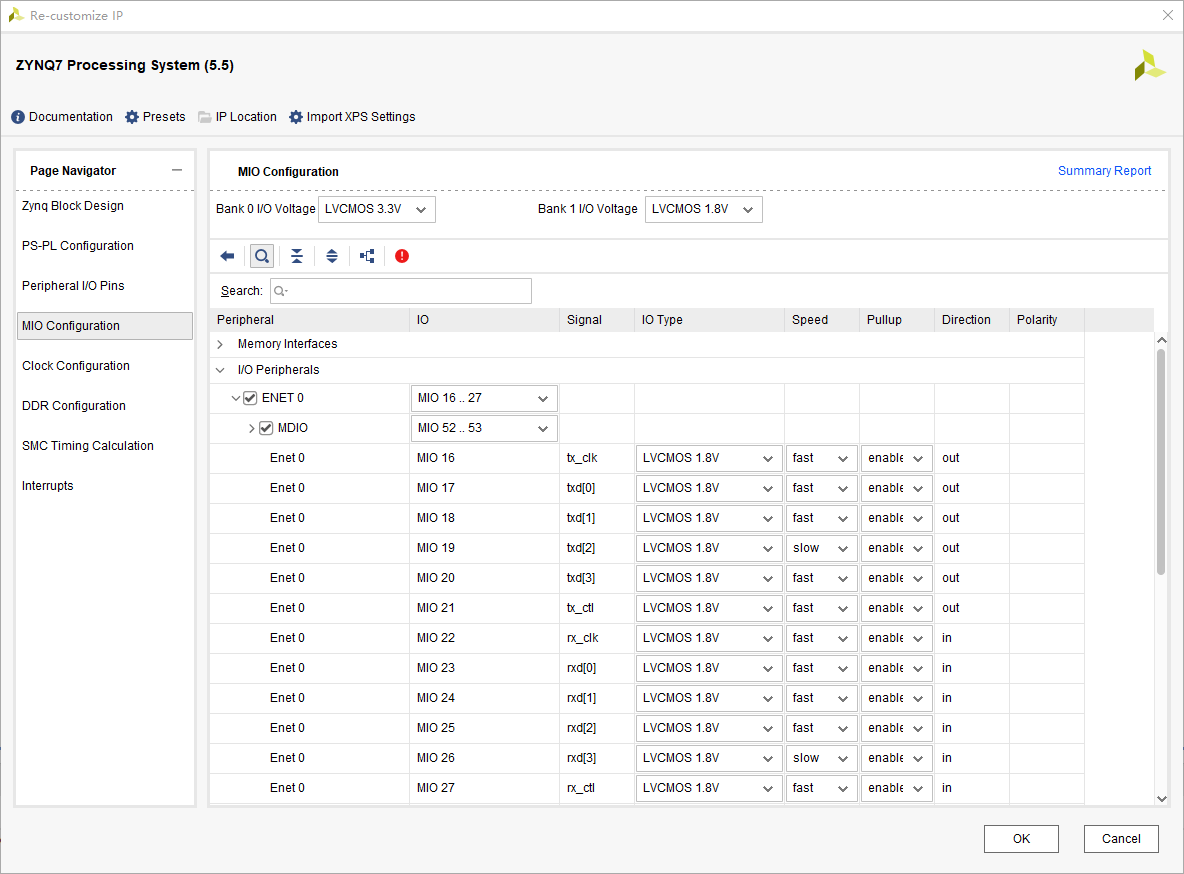 Re-customize IP
ZYNQ7 Processing System (5.5)
Documentation Presets IP Location Import XPS Settings
Page Navigator
Zynq Block Design
PS-PL Configuration
Peripheral I/O Pins
MIO Configuration
Clock Configuration
DDR Configuration
SMC Timing Calculation
Interrupts
MIO Configuration Summary Report
Bank 0 I/O Voltage LVCMOS 3.3V Bank 1 I/O Voltage LVCMOS 1.8V
Search:
Peripheral IO Signal IO Type Speed Pullup Direction Polarity
Memory Interfaces
I/O Peripherals
ENET 0 MIO 16 .. 27
MDIO MIO 52 .. 53
Enet 0 MIO 16 tx_clk LVCMOS 1.8V fast enable out
Enet 0 MIO 17 txd[0] LVCMOS 1.8V fast enable out
Enet 0 MIO 18 txd[1] LVCMOS 1.8V fast enable out
Enet 0 MIO 19 txd[2] LVCMOS 1.8V slow enable out
Enet 0 MIO 20 txd[3] LVCMOS 1.8V fast enable out
Enet 0 MIO 21 tx_ctl LVCMOS 1.8V fast enable out
Enet 0 MIO 22 rx_clk LVCMOS 1.8V fast enable in
Enet 0 MIO 23 rxd[0] LVCMOS 1.8V fast enable in
Enet 0 MIO 24 rxd[1] LVCMOS 1.8V fast enable in
Enet 0 MIO 25 rxd[2] LVCMOS 1.8V fast enable in
Enet 0 MIO 26 rxd[3] LVCMOS 1.8V slow enable in
Enet 0 MIO 27 rx_ctl LVCMOS 1.8V fast enable in
OK Cancel